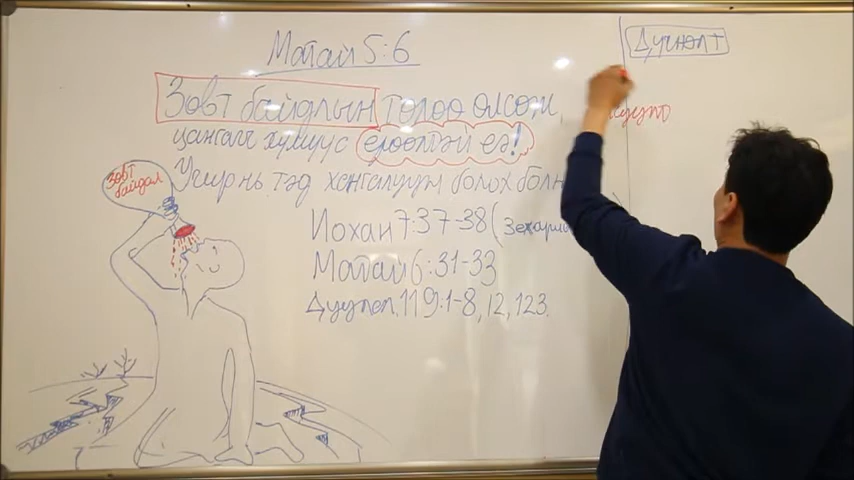 Матай 5:6
Зөвт байдлын төлөө өлсөж,
цангагч хүмүүс ерөөлтэй еэ!
Учир нь тэд хангалуун болох болно
Иохан 7:37-38 (Захариа
Матай 6:31-33
Дуулал 119:1-8, 12, 123
Зөвт
байдал